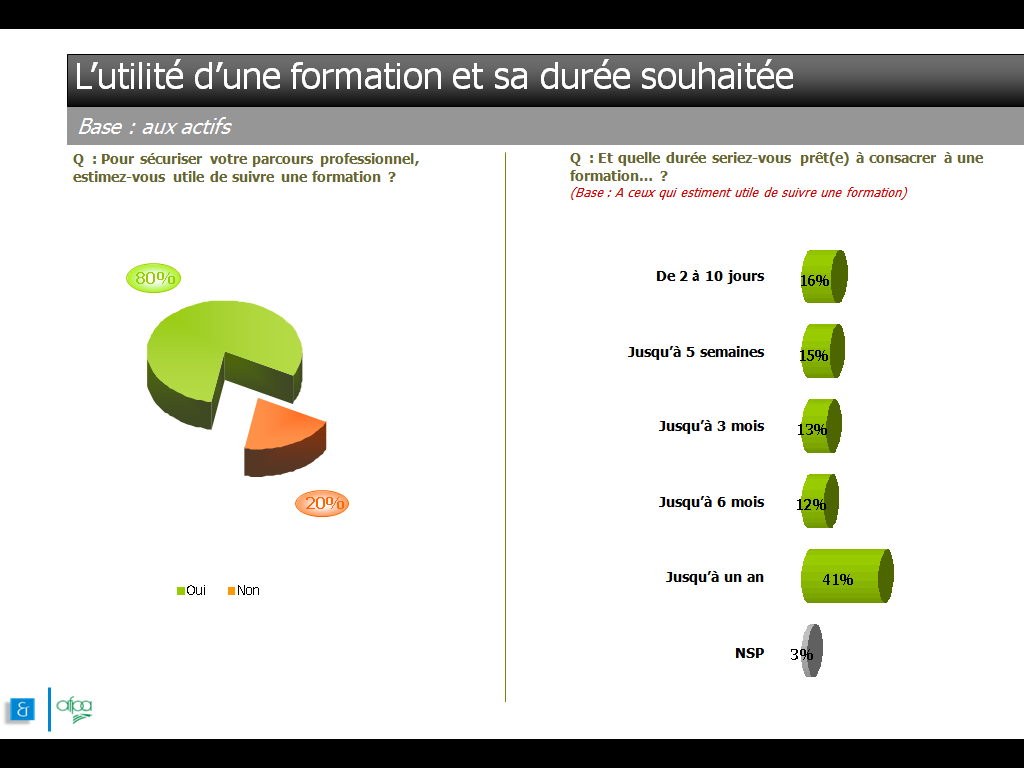 L’utilité d’une formation et sa durée souhaitée
Base : aux actifs
Q : Pour sécuriser votre parcours professionnel,
estimez-vous utile de suivre une formation ?
80%
20%
Oui
Non
Q : Et quelle durée seriez-vous prêt(e) à consacrer à une
formation... ?
(Base : A ceux qui estiment utile de suivre une formation)
De 2 à 10 jours
16%
Jusqu’à 5 semaines
15%
Jusqu’à 3 mois
13%
Jusqu’à 6 mois
12%
Jusqu’à un an
41%
NSP
3%
&
afpa